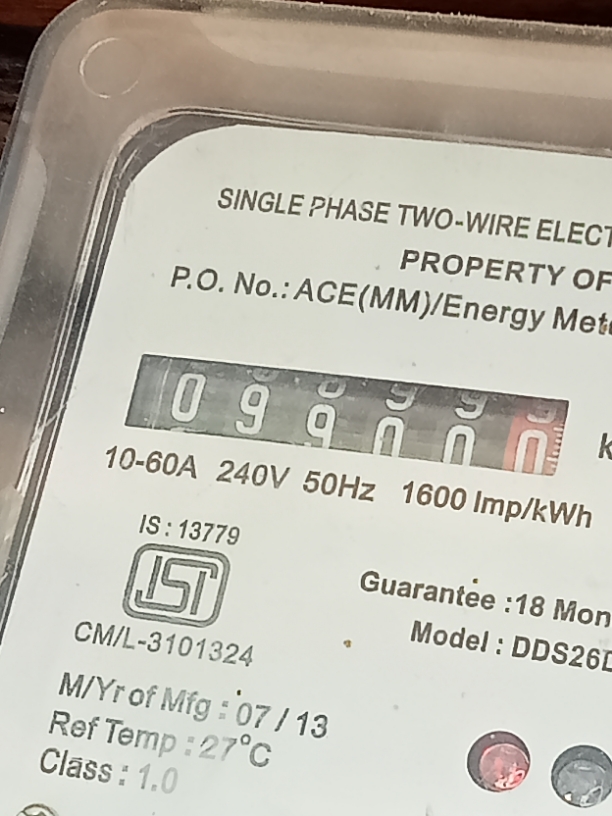 SINGLE PHASE TWO-WIRE ELECT
PROPERTY OF
P.O. No.: ACE(MM)/Energy Mete
099000 k
10-60A 240V 50Hz 1600 Imp/kWh
IS : 13779
ISI
CM/L-3101324
Guarantee :18 Mon
Model : DDS26D
M/Yr of Mfg : 07 / 13
Ref Temp : 27°C
Class : 1.0